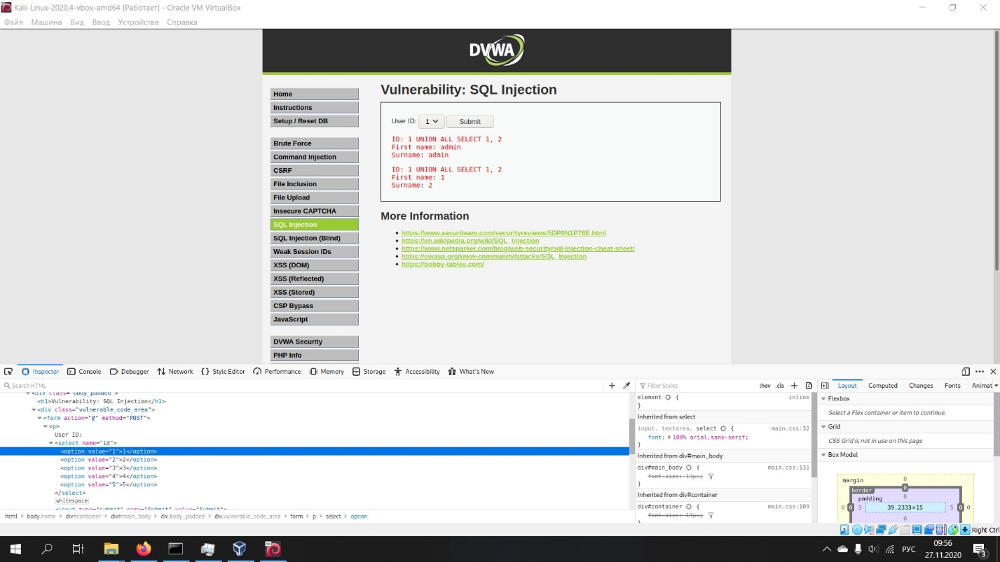 Kali-Linux-2020.4-vbox-amd64 [Работает] - Oracle VM VirtualBox
Файл Машина Вид Ввод Устройства Справка
DVWA
Home
Instructions
Setup / Reset DB
Brute Force
Command Injection
CSRF
File Inclusion
File Upload
Insecure CAPTCHA
SQL Injection
SQL Injection (Blind)
Weak Session IDs
XSS (DOM)
XSS (Reflected)
XSS (Stored)
CSP Bypass
JavaScript
DVWA Security
PHP Info
Vulnerability: SQL Injection
User ID: 1 Submit
ID: 1 UNION ALL SELECT 1, 2
First name: admin
Surname: admin
ID: 1 UNION ALL SELECT 1, 2
First name: 1
Surname: 2
More Information
https://www.securiteam.com/securityreviews/5DP0N1P76E.html
https://en.wikipedia.org/wiki/SQL_injection
https://www.netsparker.com/blog/web-security/sql-injection-cheat-sheet/
https://owasp.org/www-community/attacks/SQL_Injection
https://bobby-tables.com/
Inspector Console Debugger Network Style Editor Performance Memory Storage Accessibility What's New
Search HTML
<div class="body_padded">
<h1>Vulnerability: SQL Injection</h1>
<div class="vulnerable_code_area">
<form action="#" method="POST">
<p>
User ID:
<select name="id">
<option value="1">1</option>
<option value="2">2</option>
<option value="3">3</option>
<option value="4">4</option>
<option value="5">5</option>
</select>
whitespace
<input type="submit" name="Submit" value="Submit">
html > body.home > div#container > div#main_body > div.body_padded > div.vulnerable_code_area > form > p > select > option
Filter Styles :hov .cls
element { inline
}
Inherited from select
input, textarea, select { main.css:32
font: 100% arial,sans-serif;
}
Inherited from div#main_body
div#main_body { main.css:131
font-size: 13px;
}
Inherited from div#container
div#container { main.css:109
font-size: 13px;
}
Layout Computed Changes Fonts Animat
Flexbox
Select a Flex container or item to continue.
Grid
CSS Grid is not in use on this page
Box Model
margin 0
border 0
padding 0
0 0 3 39.2333×15 5 0 0
0
Right Ctrl
РУС
09:56
27.11.2020
3